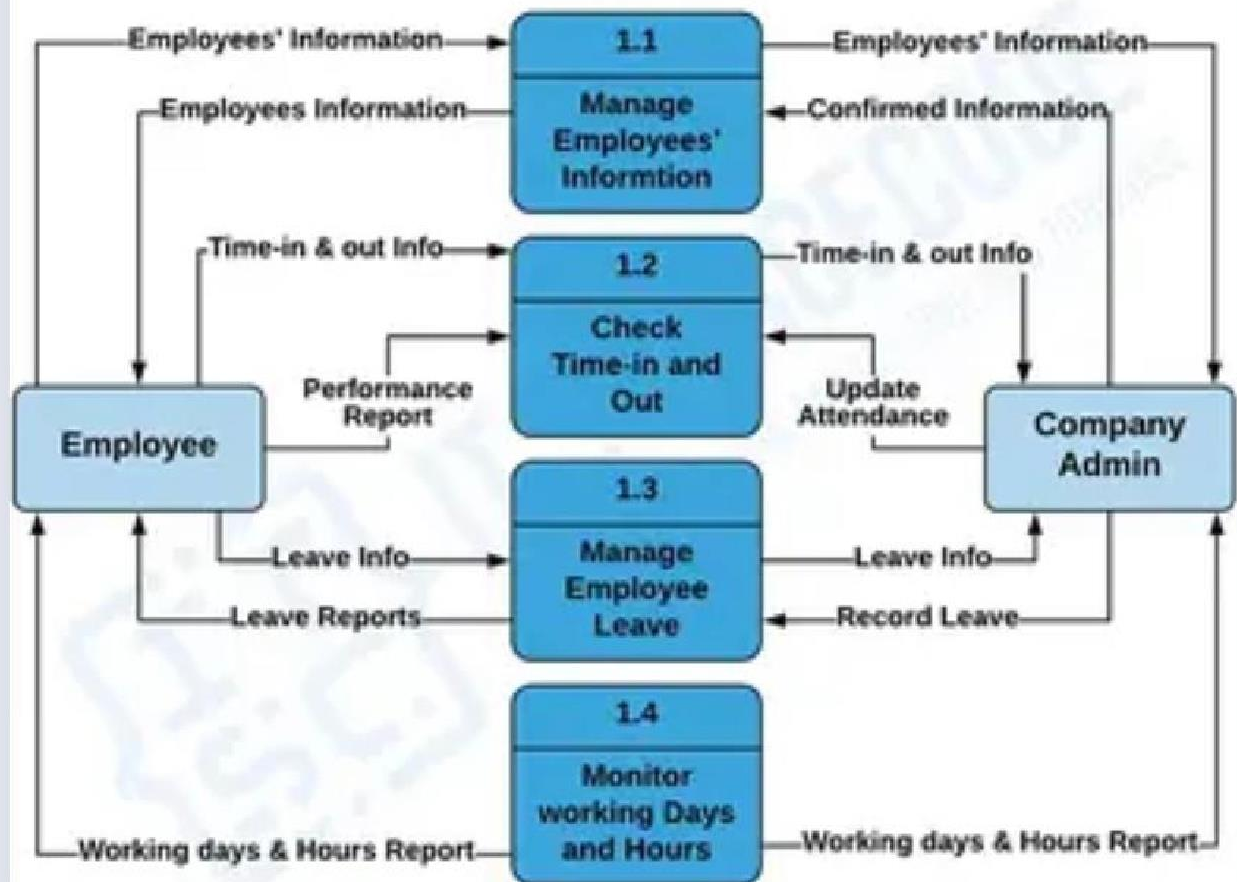 Employees' Information
1.1
Employees' Information
Employees Information
Manage
Employees'
Informtion
Confirmed Information
Time-in & out Info
1.2
Time-in & out Info
Check
Time-in and
Out
Performance
Report
Update
Attendance
Employee
Company
Admin
1.3
Leave Info
Manage
Employee
Leave
Leave Info
Leave Reports
Record Leave
1.4
Monitor
working Days
and Hours
Working days & Hours Report
Working days & Hours Report